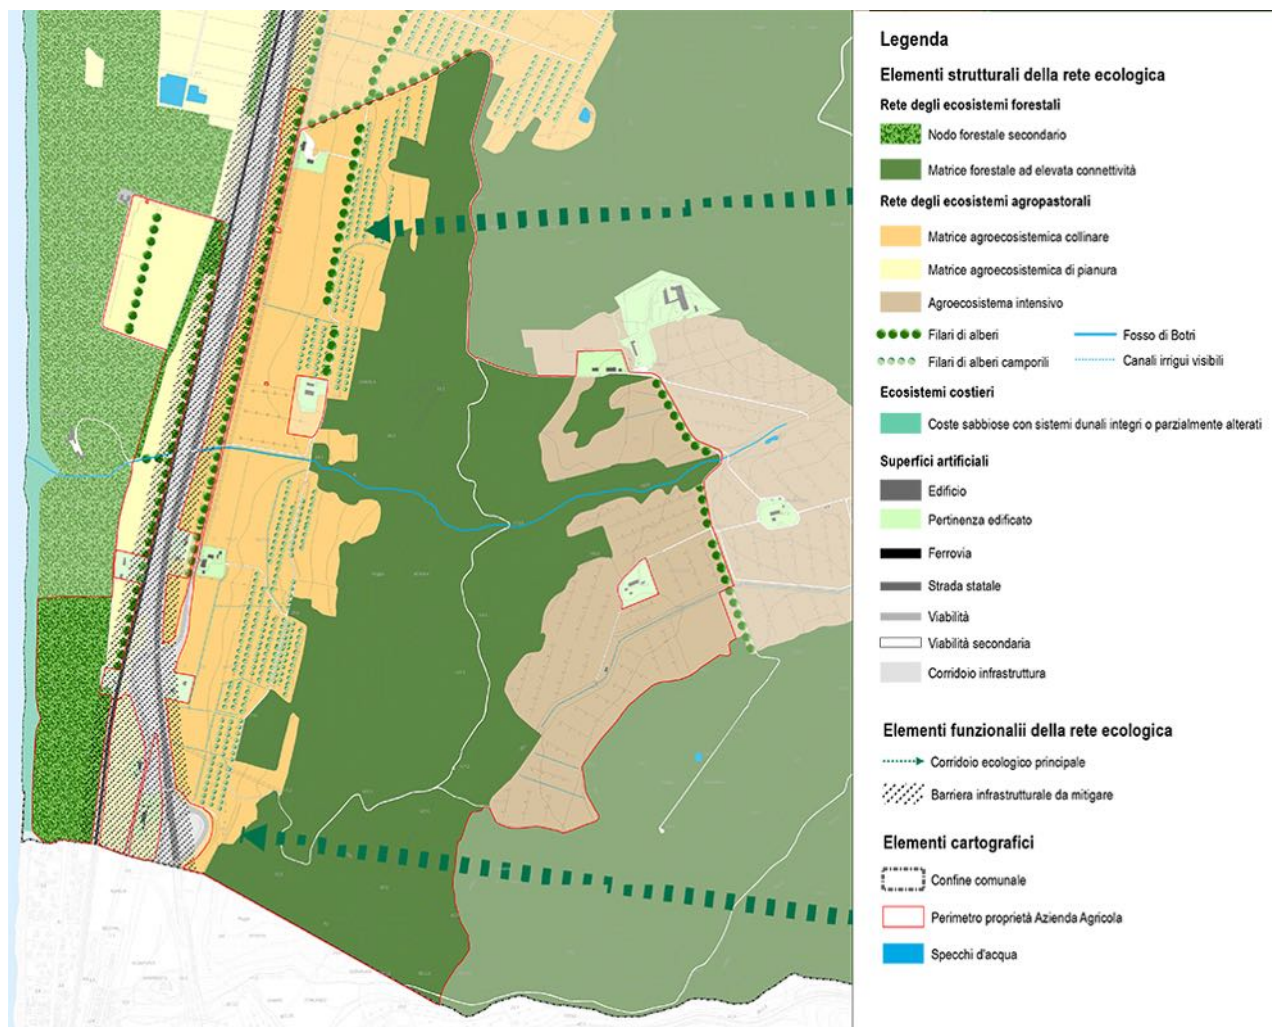 Legenda
Elementi strutturali della rete ecologica
Rete degli ecosistemi forestali
Nodo forestale secondario
Matrice forestale ad elevata connettività
Rete degli ecosistemi agropastorali
Matrice agroecosistemica collinare
Matrice agroecosistemica di pianura
Agroecosistema intensivo
Filari di alberi
Fosso di Botri
Filari di alberi camporili
Canali irrigui visibili
Ecosistemi costieri
Coste sabbiose con sistemi dunali integri o parzialmente alterati
Superfici artificiali
Edificio
Pertinenza edificato
Ferrovia
Strada statale
Viabilità
Viabilità secondaria
Corridoio infrastruttura
Elementi funzionalii della rete ecologica
Corridoio ecologico principale
Barriera infrastrutturale da mitigare
Elementi cartografici
Confine comunale
Perimetro proprietà Azienda Agricola
Specchi d'acqua